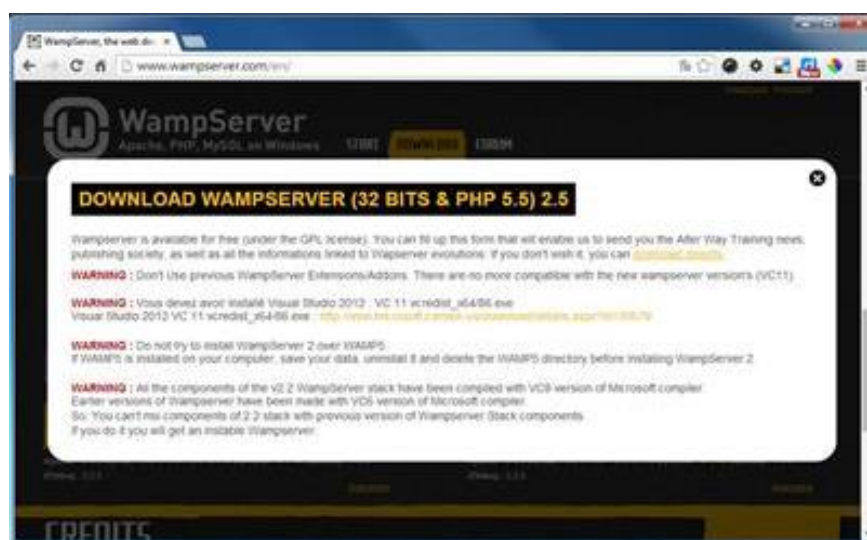 WampServer, the web de
www.wampserver.com/en/
WampServer
Apache, PHP, MySQL on Windows
START DOWNLOAD FORUM
DOWNLOAD WAMPSERVER (32 BITS & PHP 5.5) 2.5
Wampserver is available for free (under the GPL license). You can fill up this form that will enable us to send you the Alter Way Training news,
publishing society, as well as all the informations linked to Wapserver evolutions. If you don't wish it, you can download directly.
WARNING : Don't Use previous WampServer Extensions/Addons. There are no more compatible with the new wampserver version's (VC11)
WARNING : Vous devez avoir installé Visual Studio 2012 : VC 11 vcredist_x64/86.exe
Visual Studio 2012 VC 11 vcredist_x64/86.exe :
WARNING : Do not try to install WampServer 2 over WAMP5.
If WAMP5 is installed on your computer, save your data, uninstall it and delete the WAMP5 directory before installing WampServer 2.
WARNING : All the components of the v2.2 WampServer stack have been compiled with VC9 version of Microsoft compiler.
Earlier versions of Wampserver have been made with VC6 version of Microsoft compiler.
So, You can't mix components of 2.2 stack with previous version of Wampserver Stack components.
If you do it you will get an instable Wampserver.
CREDITS